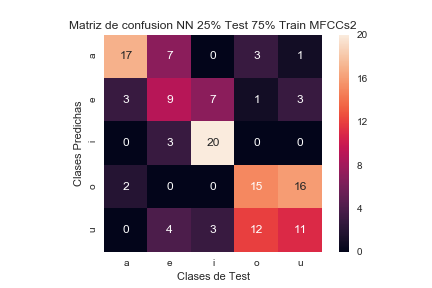 Matriz de confusion NN 25% Test 75% Train MFCCs2
a 17 7 0 3 1
e 3 9 7 1 3
i 0 3 20 0 0
o 2 0 0 15 16
u 0 4 3 12 11
a e i o u
Clases de Test
Clases Predichas
20
16
12
8
4
0